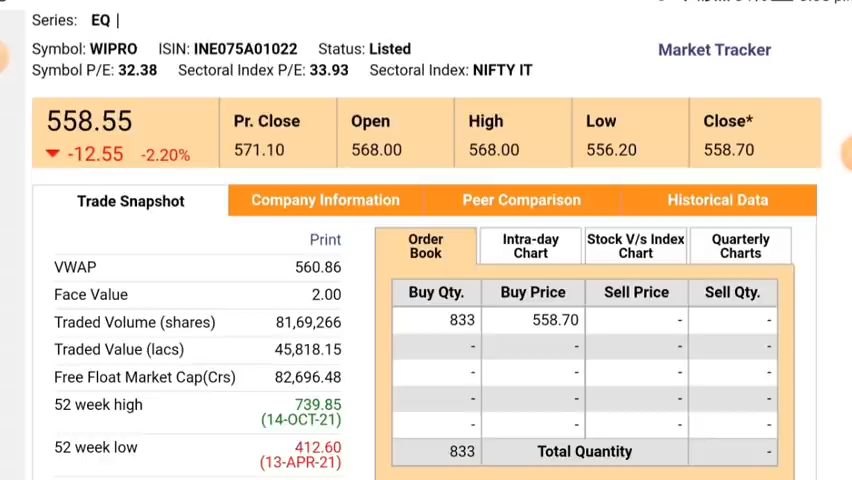 Series: EQ |
Symbol: WIPRO ISIN: INE075A01022 Status: Listed
Market Tracker
Symbol P/E: 32.38 Sectoral Index P/E: 33.93 Sectoral Index: NIFTY IT
558.55
-12.55 -2.20%
Pr. Close
571.10
Open
568.00
High
568.00
Low
556.20
Close*
558.70
Trade Snapshot Company Information Peer Comparison Historical Data
Print
VWAP 560.86
Face Value 2.00
Traded Volume (shares) 81,69,266
Traded Value (lacs) 45,818.15
Free Float Market Cap(Crs) 82,696.48
52 week high 739.85
(14-OCT-21)
52 week low 412.60
(13-APR-21)
Order
Book
Intra-day
Chart
Stock V/s Index
Chart
Quarterly
Charts
Buy Qty. Buy Price Sell Price Sell Qty.
833 558.70 - -
- - - -
- - - -
- - - -
- - - -
833 Total Quantity -